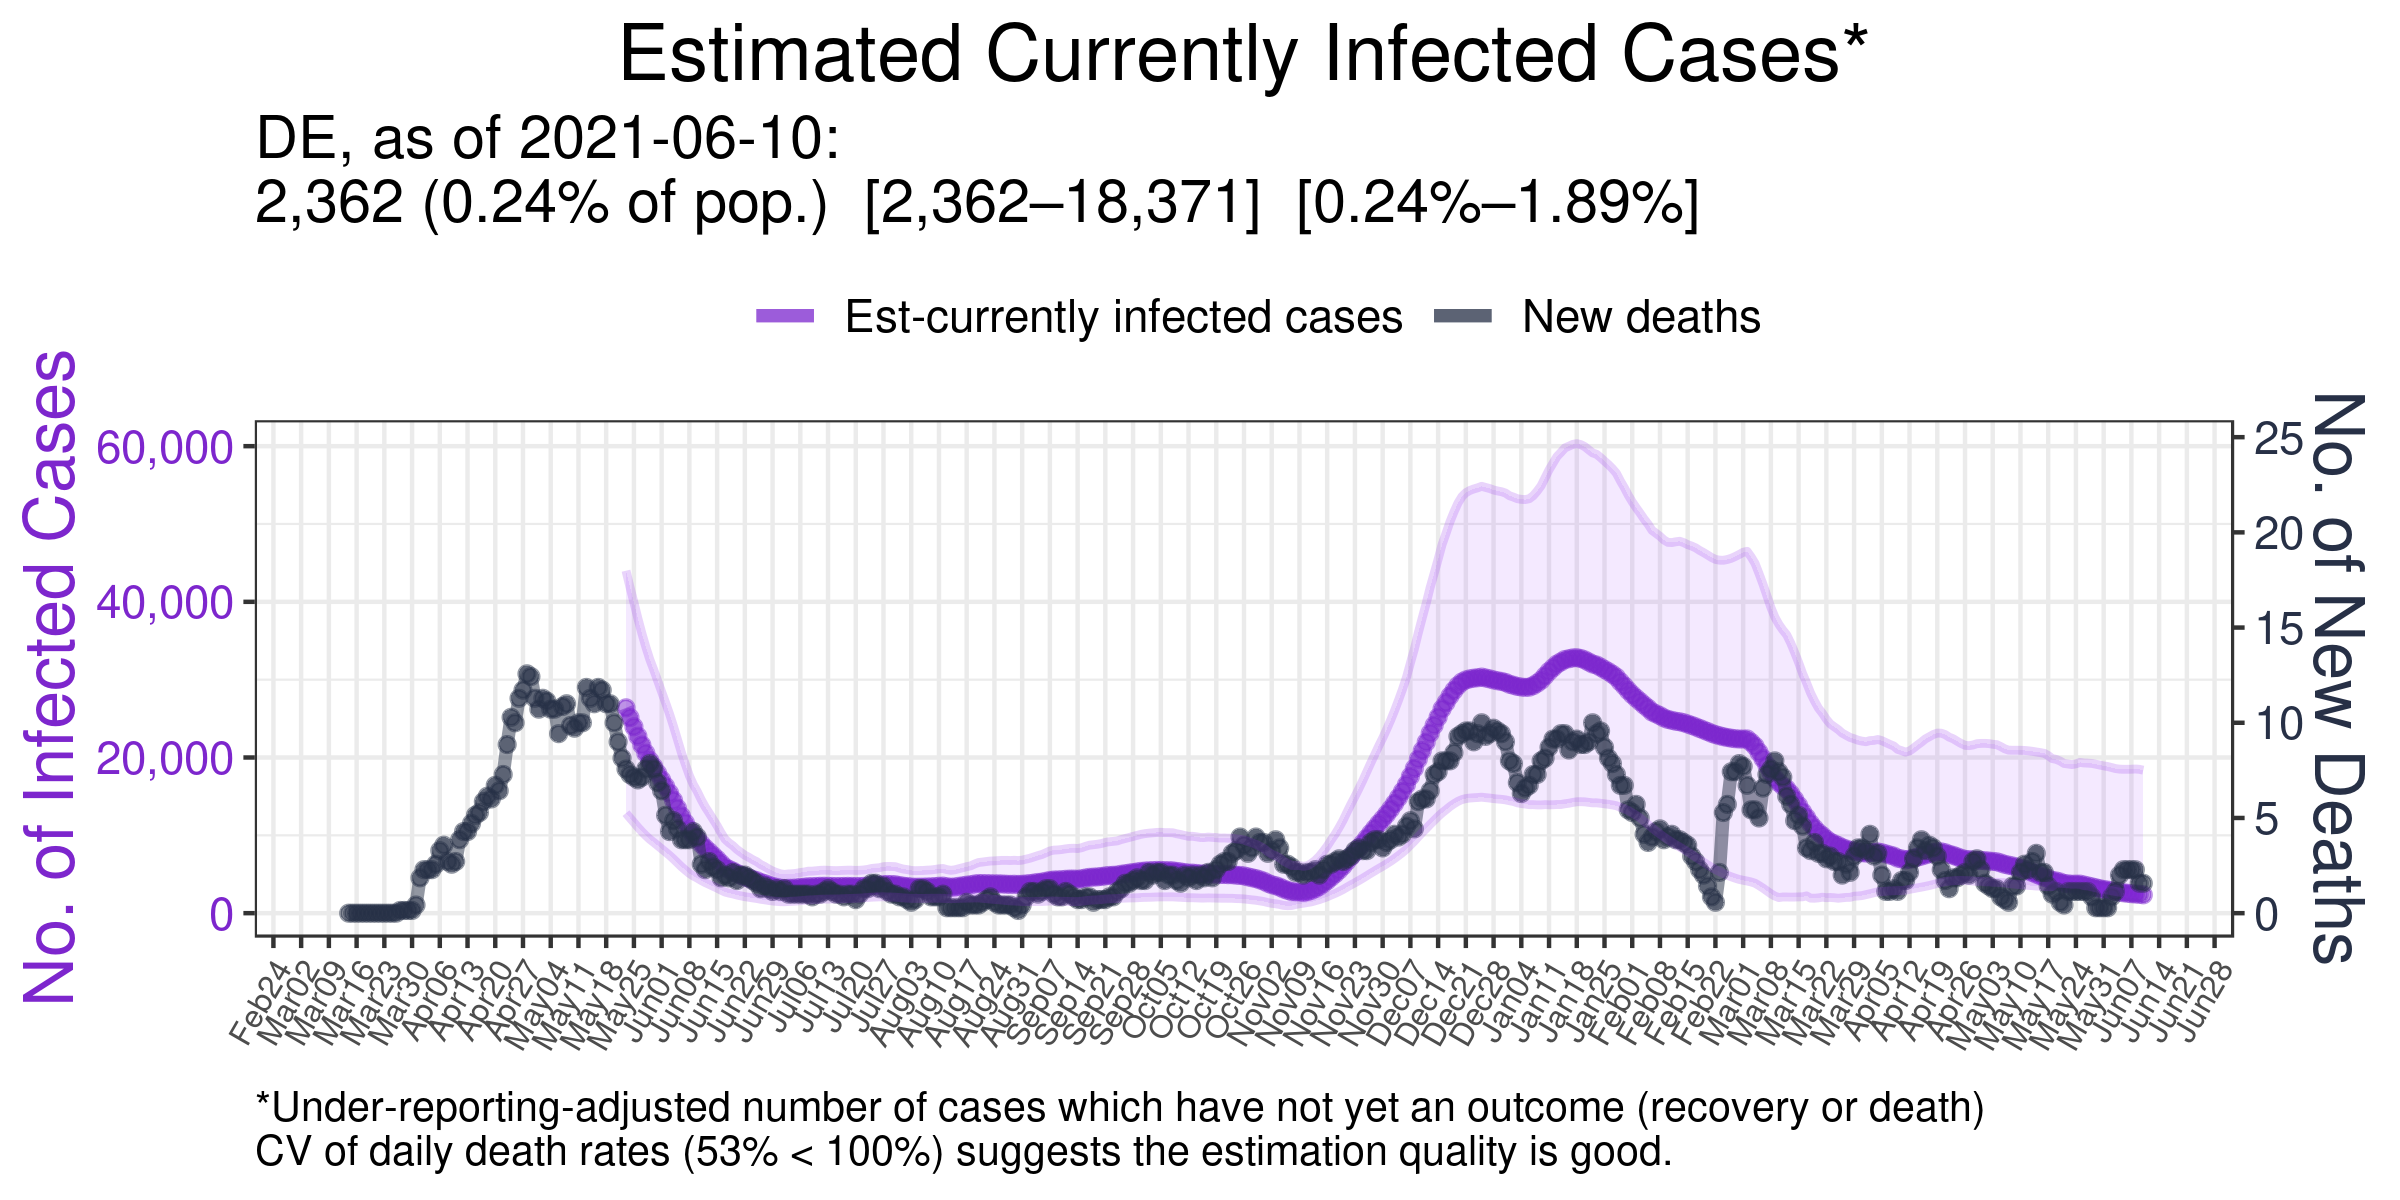 Estimated Currently Infected Cases*
DE, as of 2021-06-10:
2,362 (0.24% of pop.)  [2,362–18,371]  [0.24%–1.89%]
Est-currently infected cases
New deaths
No. of Infected Cases
60,000
40,000
20,000
0
No. of New Deaths
25
20
15
10
5
0
Feb24
Mar02
Mar09
Mar16
Mar23
Mar30
Apr06
Apr13
Apr20
Apr27
May04
May11
May18
May25
Jun01
Jun08
Jun15
Jun22
Jun29
Jul06
Jul13
Jul20
Jul27
Aug03
Aug10
Aug17
Aug24
Aug31
Sep07
Sep14
Sep21
Sep28
Oct05
Oct12
Oct19
Oct26
Nov02
Nov09
Nov16
Nov23
Nov30
Dec07
Dec14
Dec21
Dec28
Jan04
Jan11
Jan18
Jan25
Feb01
Feb08
Feb15
Feb22
Mar01
Mar08
Mar15
Mar22
Mar29
Apr05
Apr12
Apr19
Apr26
May03
May10
May17
May24
May31
Jun07
Jun14
Jun21
Jun28
*Under-reporting-adjusted number of cases which have not yet an outcome (recovery or death)
CV of daily death rates (53% < 100%) suggests the estimation quality is good.